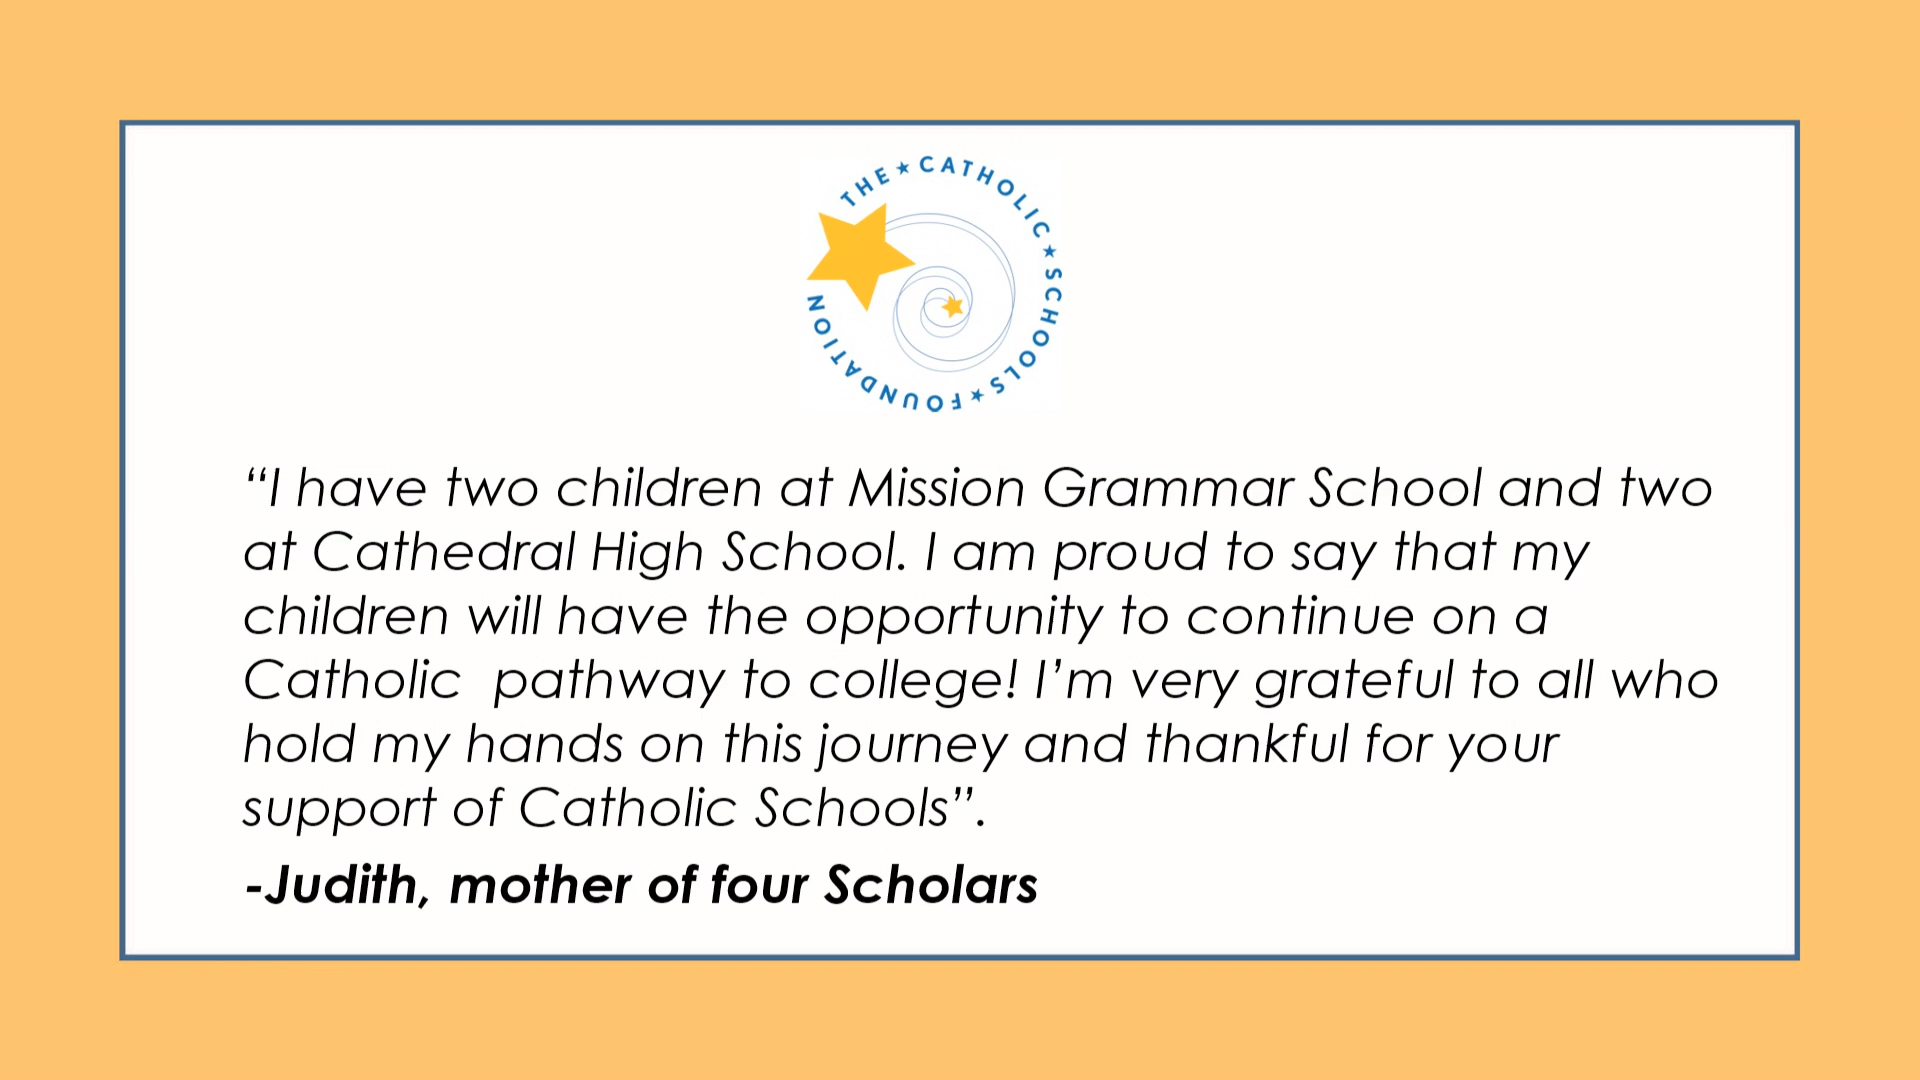 THE ★ CATHOLIC ★ SCHOOLS ★ FOUNDATION
“I have two children at Mission Grammar School and two
at Cathedral High School. I am proud to say that my
children will have the opportunity to continue on a
Catholic  pathway to college! I’m very grateful to all who
hold my hands on this journey and thankful for your
support of Catholic Schools”.
-Judith, mother of four Scholars